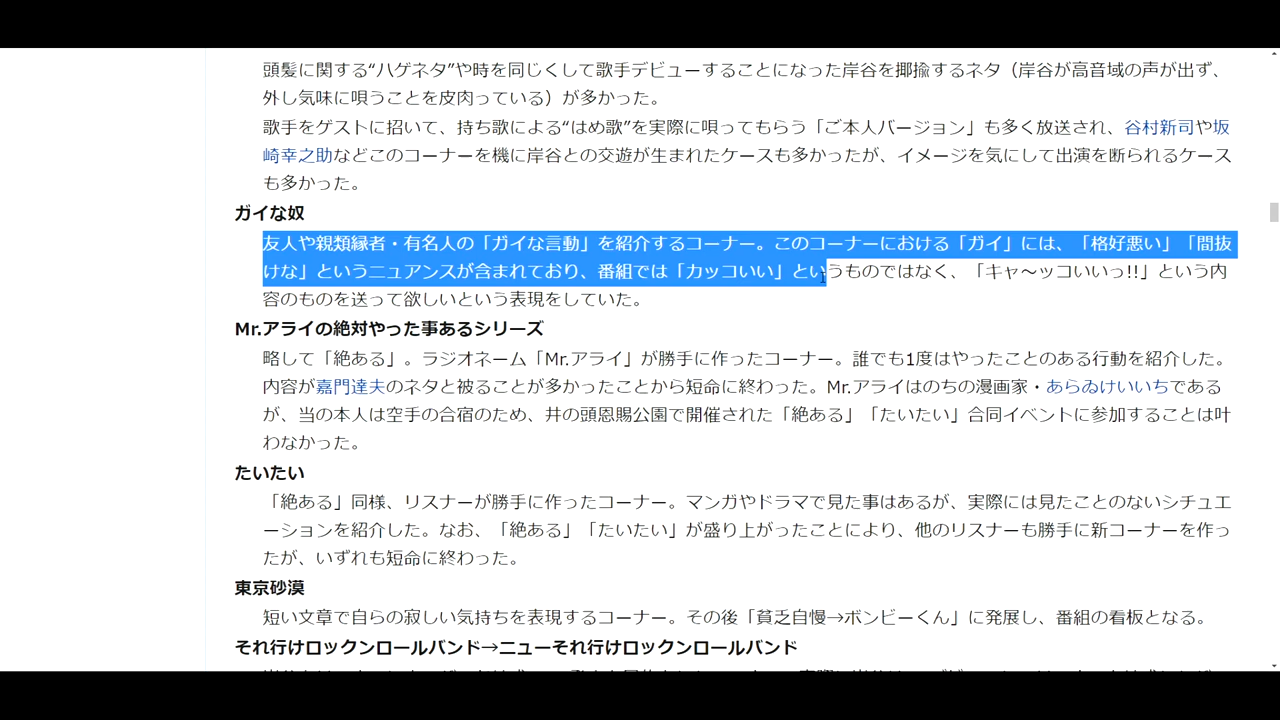 頭髪に関する“ハゲネタ”や時を同じくして歌手デビューすることになった岸谷を揶揄するネタ（岸谷が高音域の声が出ず、
外し気味に唄うことを皮肉っている）が多かった。
歌手をゲストに招いて、持ち歌による“はめ歌”を実際に唄ってもらう「ご本人バージョン」も多く放送され、谷村新司や坂
崎幸之助などこのコーナーを機に岸谷との交遊が生まれたケースも多かったが、イメージを気にして出演を断られるケース
も多かった。
ガイな奴
友人や親類縁者・有名人の「ガイな言動」を紹介するコーナー。このコーナーにおける「ガイ」には、「格好悪い」「間抜
けな」というニュアンスが含まれており、番組では「カッコいい」というものではなく、「キャ〜ッコいいっ!!」という内
容のものを送って欲しいという表現をしていた。
Mr.アライの絶対やった事あるシリーズ
略して「絶ある」。ラジオネーム「Mr.アライ」が勝手に作ったコーナー。誰でも1度はやったことのある行動を紹介した。
内容が嘉門達夫のネタと被ることが多かったことから短命に終わった。Mr.アライはのちの漫画家・あらゐけいいちである
が、当の本人は空手の合宿のため、井の頭恩賜公園で開催された「絶ある」「たいたい」合同イベントに参加することは叶
わなかった。
たいたい
「絶ある」同様、リスナーが勝手に作ったコーナー。マンガやドラマで見た事はあるが、実際には見たことのないシチュエ
ーションを紹介した。なお、「絶ある」「たいたい」が盛り上がったことにより、他のリスナーも勝手に新コーナーを作っ
たが、いずれも短命に終わった。
東京砂漠
短い文章で自らの寂しい気持ちを表現するコーナー。その後「貧乏自慢→ボンビーくん」に発展し、番組の看板となる。
それ行けロックンロールバンド→ニューそれ行けロックンロールバンド